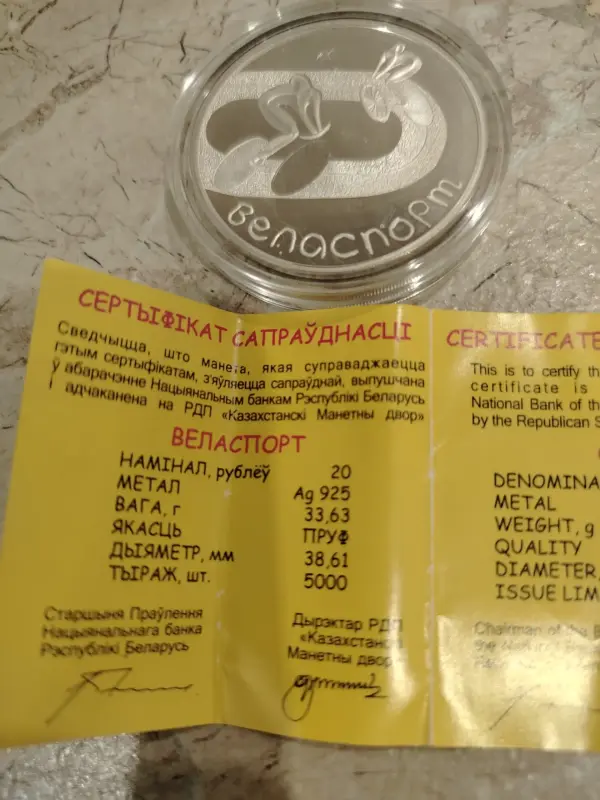 веласпорт
СЕРТЫФІКАТ САПРАЎДНАСЦІ
Сведчыцца, што манета, якая суправаджаецца
гэтым сертыфікатам, з'яўляецца сапраўднай, выпушчана
ў абарачэнне Нацыянальным банкам Рэспублікі Беларусь
і адчаканена на РДП «Казахстанскі Манетны двор»
ВЕЛАСПОРТ
НАМІНАЛ, рублёў 20
МЕТАЛ Ag 925
ВАГА, г 33,63
ЯКАСЦЬ ПРУФ
ДЫЯМЕТР, мм 38,61
ТЫРАЖ, шт. 5000
Старшыня Праўлення
Нацыянальнага банка
Рэспублікі Беларусь
Дырэктар РДП
«Казахстанскі
Манетны двор»
CERTIFICATE
This is to certify th
certificate is
National Bank of the
by the Republican S
DENOMINA
METAL
WEIGHT, g
QUALITY
DIAMETER,
ISSUE LIM
Chairman of the B
the National